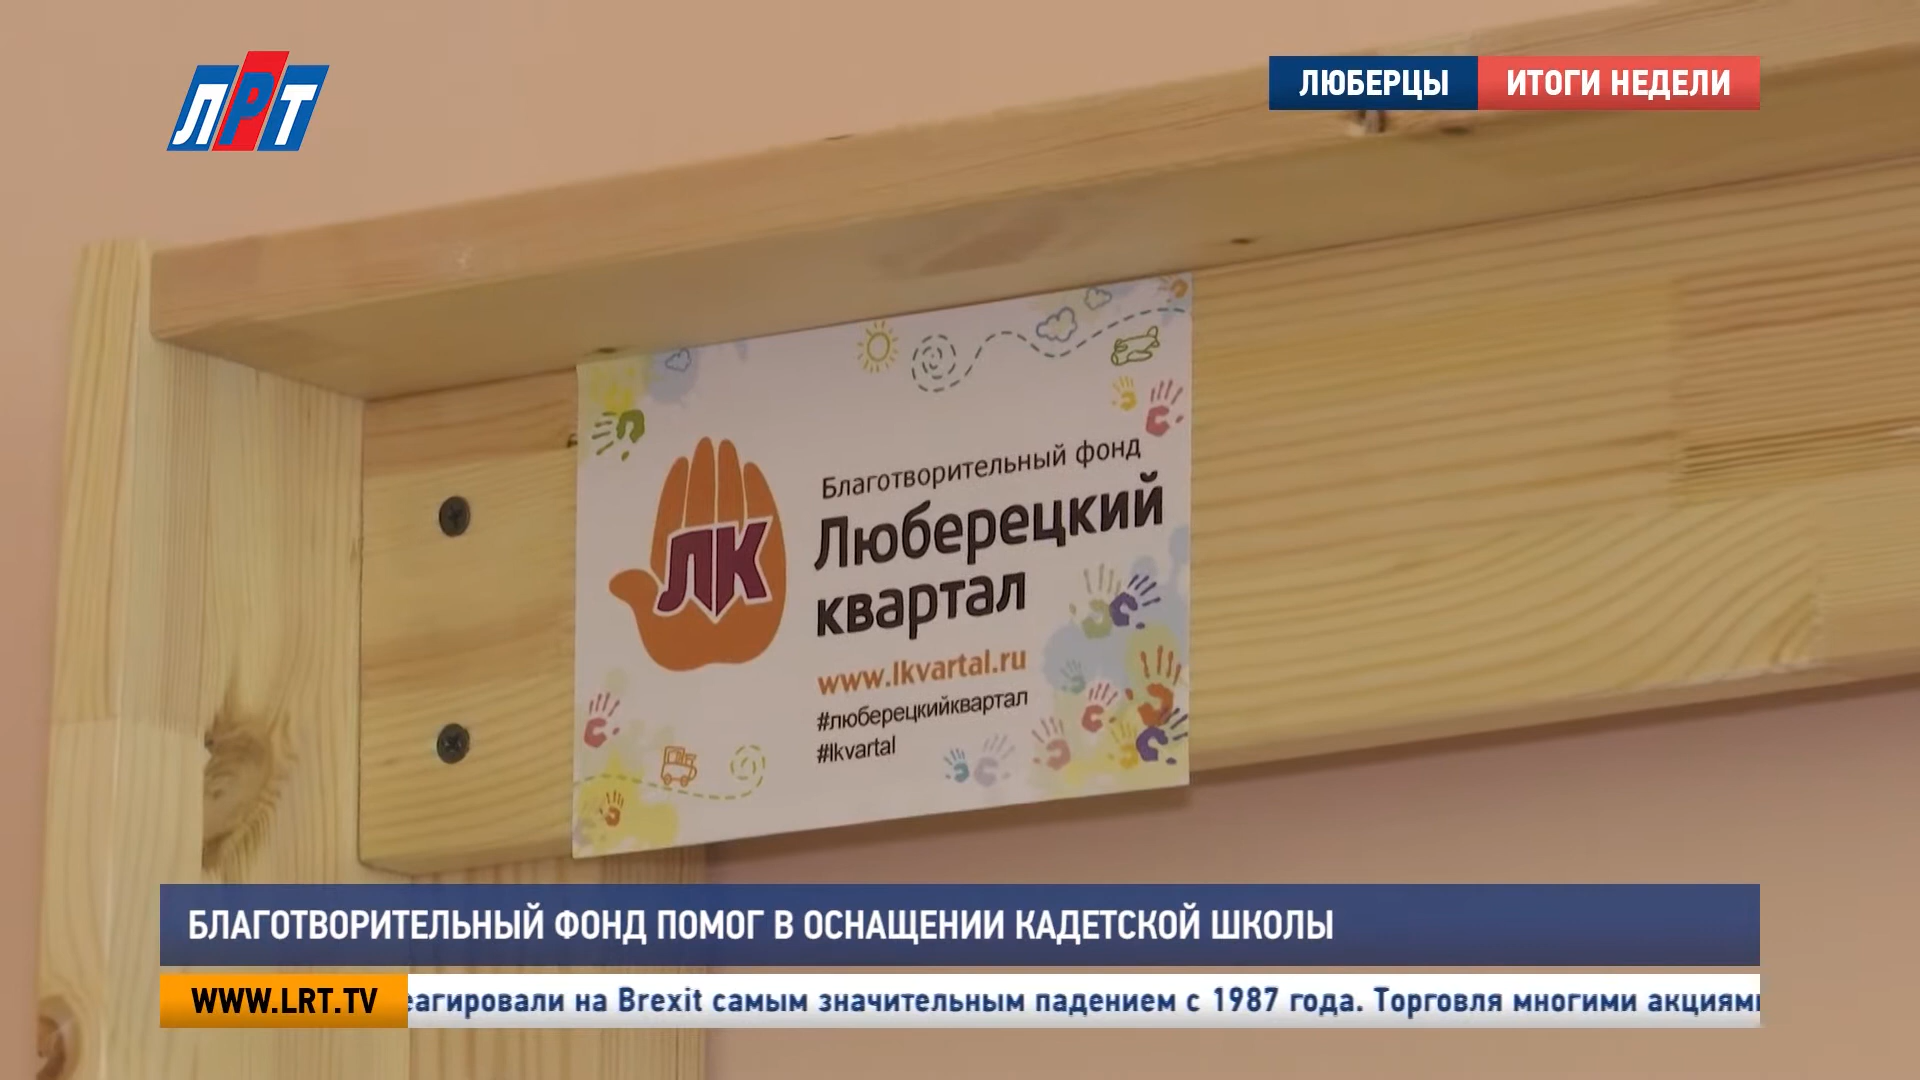 ЛРТ
ЛЮБЕРЦЫ ИТОГИ НЕДЕЛИ
Благотворительный фонд
ЛК
Люберецкий
квартал
www.lkvartal.ru
#люберецкийквартал
#lkvartal
БЛАГОТВОРИТЕЛЬНЫЙ ФОНД ПОМОГ В ОСНАЩЕНИИ КАДЕТСКОЙ ШКОЛЫ
WWW.LRT.TV еагировали на Brexit самым значительным падением с 1987 года. Торговля многими акциями